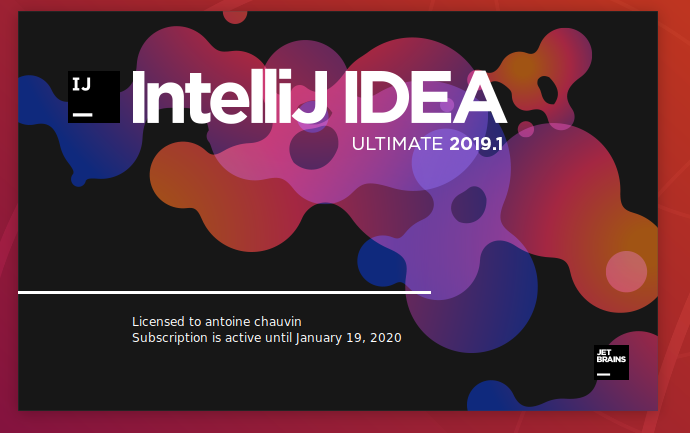 IJ
IntelliJ IDEA
ULTIMATE 2019.1
Licensed to antoine chauvin
Subscription is active until January 19, 2020
JET
BRAINS